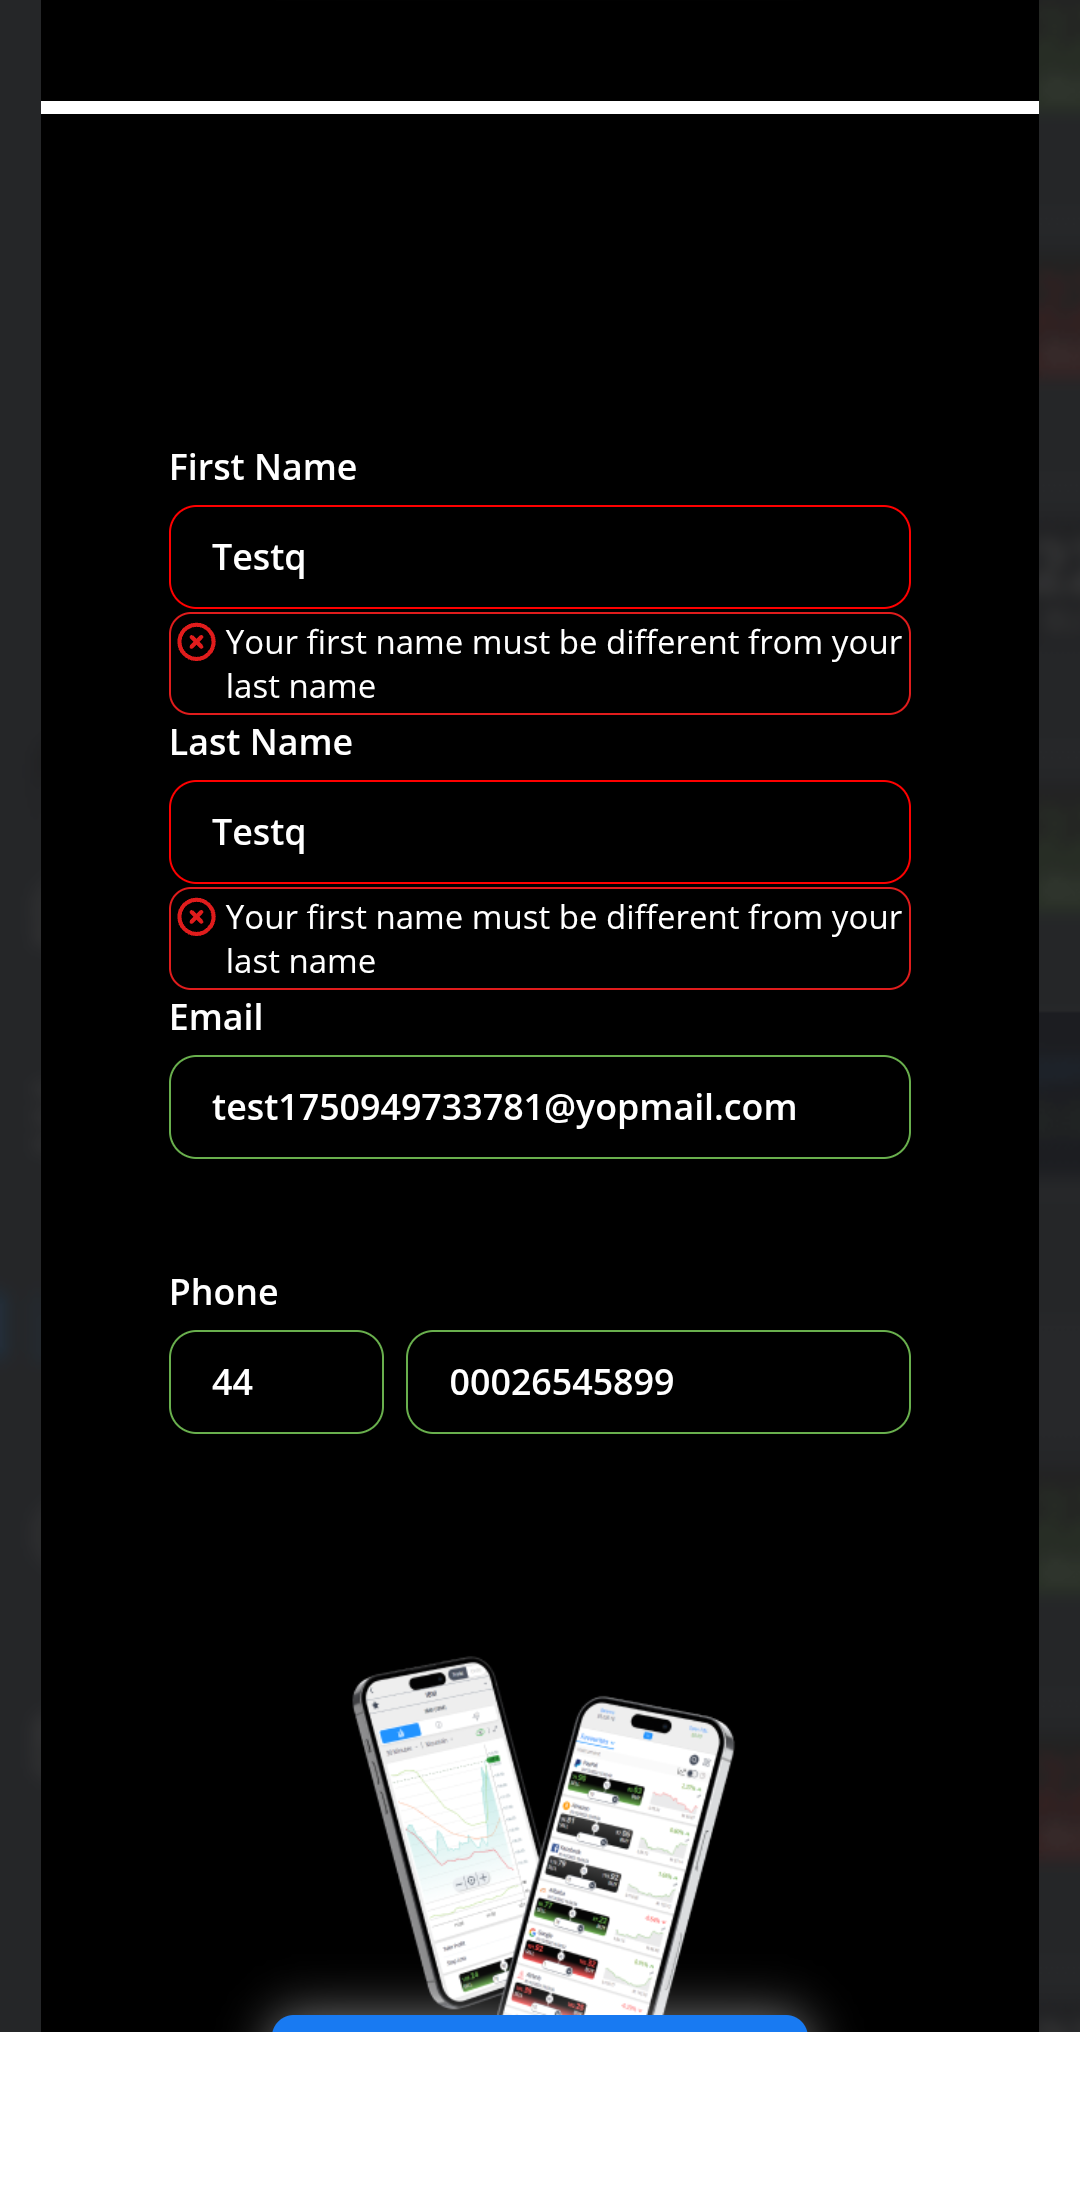 First Name
Testq
Your first name must be different from your
last name
Last Name
Testq
Your first name must be different from your
last name
Email
test1750949733781@yopmail.com
Phone
44
00026545899